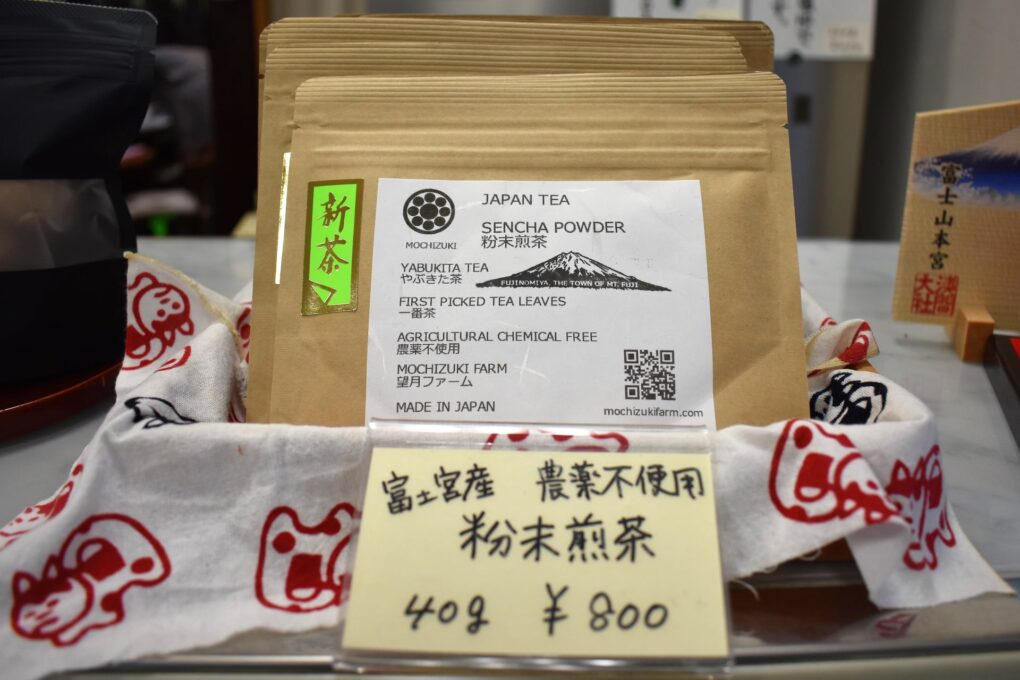 新茶
MOCHIZUKI
JAPAN TEA
SENCHA POWDER
粉末煎茶
YABUKITA TEA
やぶきた茶
FUJINOMIYA, THE TOWN OF MT. FUJI
FIRST PICKED TEA LEAVES
一番茶
AGRICULTURAL CHEMICAL FREE
農薬不使用
MOCHIZUKI FARM
望月ファーム
MADE IN JAPAN
mochizukifarm.com
富士宮産 農薬不使用
粉末煎茶
40g ¥800
富士山本宮
浅間
大社